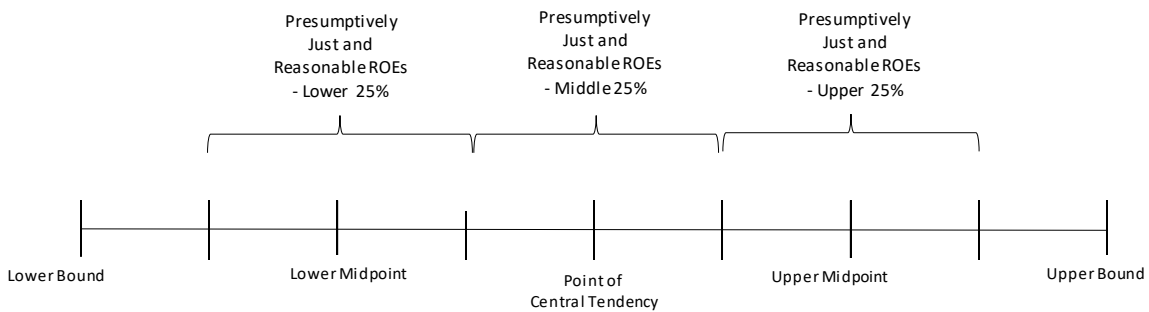 Presumptively
Just and
Reasonable ROEs
- Lower 25%
Presumptively
Just and
Reasonable ROEs
- Middle 25%
Presumptively
Just and
Reasonable ROEs
- Upper 25%
Lower Bound
Lower Midpoint
Point of
Central Tendency
Upper Midpoint
Upper Bound